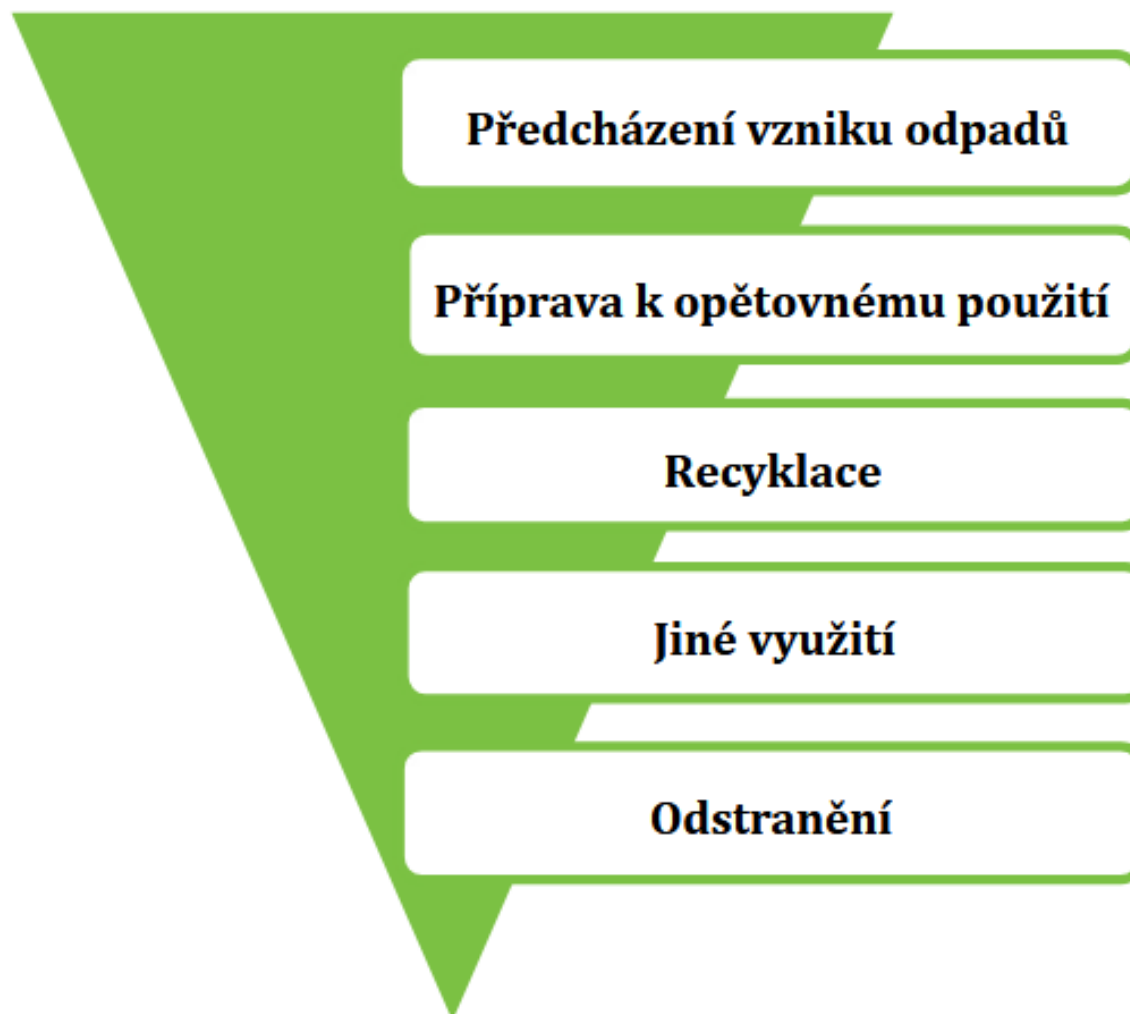 Předcházení vzniku odpadů
Příprava k opětovnému použití
Recyklace
Jiné využití
Odstranění